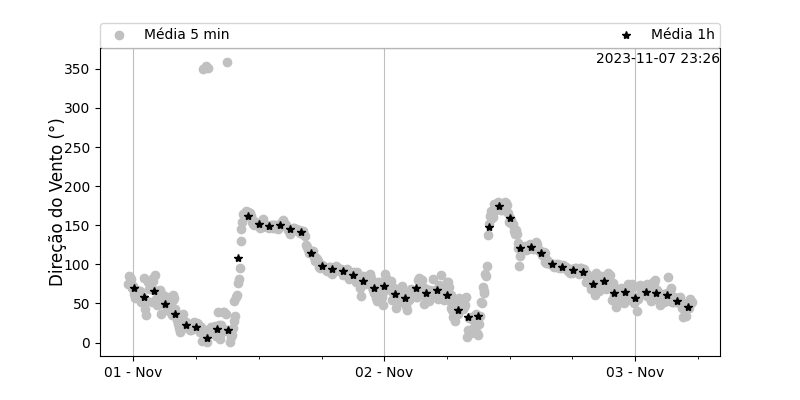 Média 5 min
Média 1h
2023-11-07 23:26
Direção do Vento (°)
350
300
250
200
150
100
50
0
01 - Nov
02 - Nov
03 - Nov